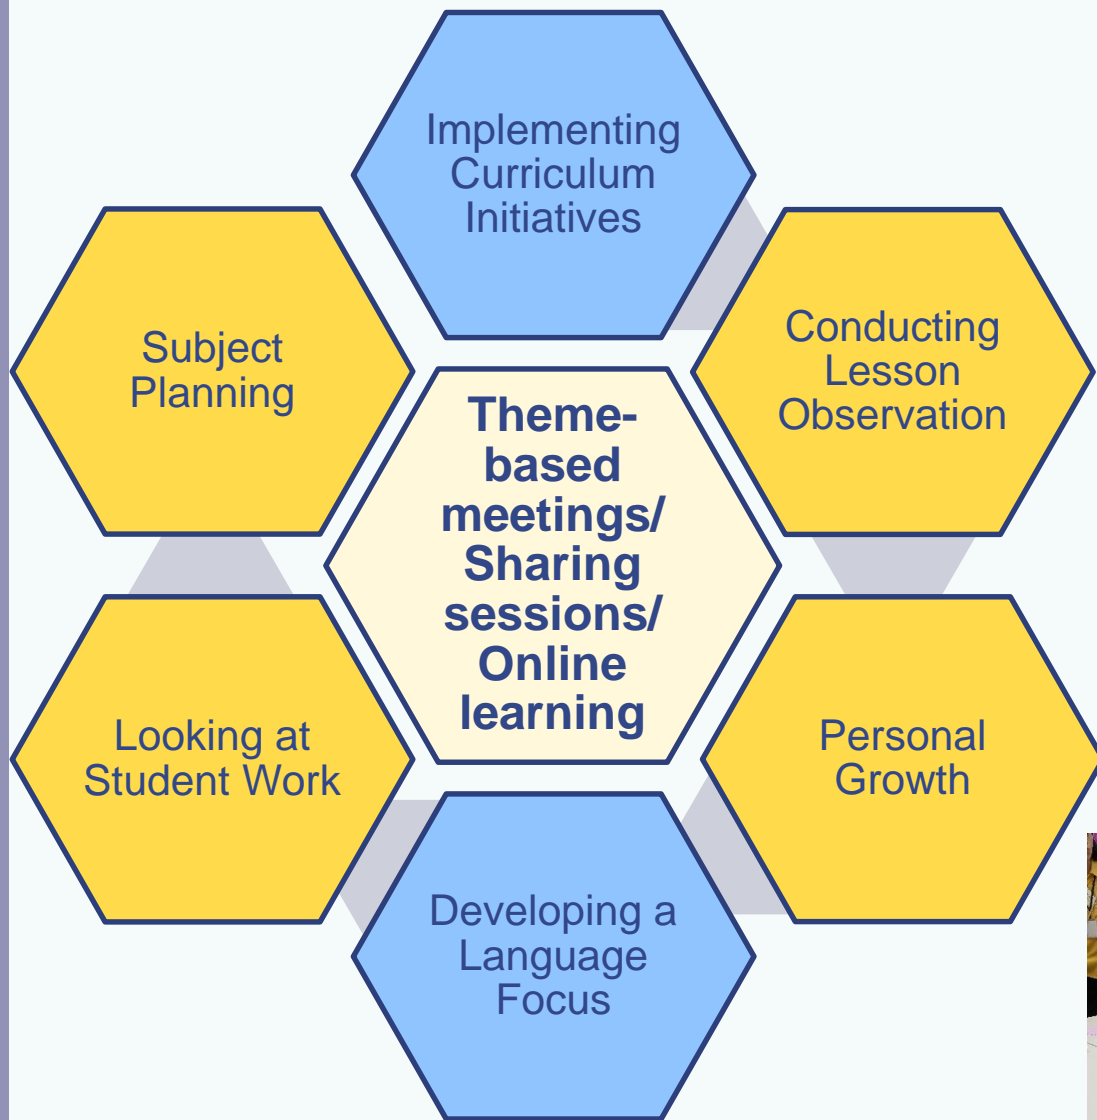 Implementing
Curriculum
Initiatives
Conducting
Lesson
Observation
Personal
Growth
Developing a
Language
Focus
Looking at
Student Work
Subject
Planning
Theme-
based
meetings/
Sharing
sessions/
Online
learning